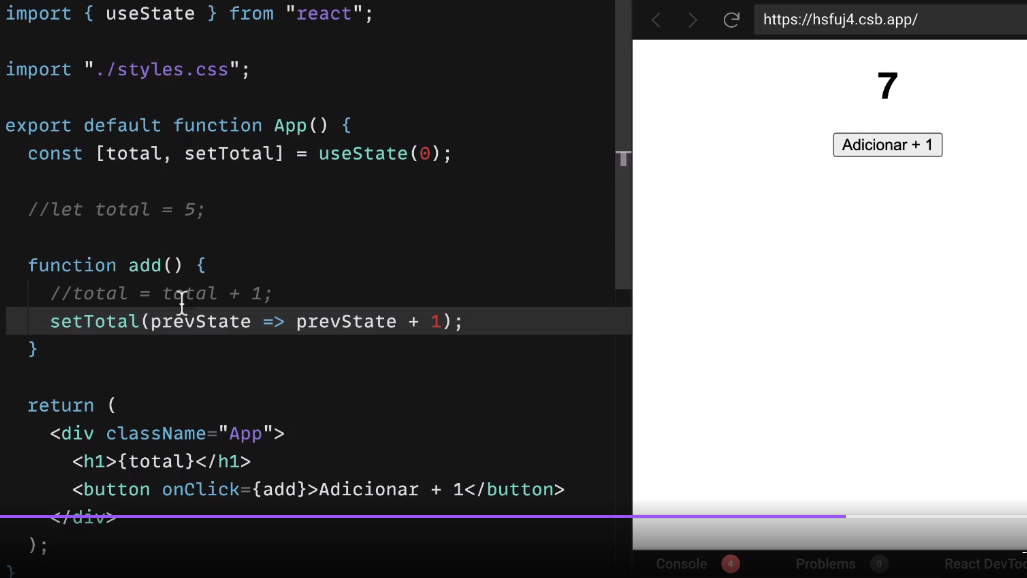 import { useState } from "react";
import "./styles.css";
export default function App() {
const [total, setTotal] = useState(0);
//let total = 5;
function add() {
//total = total + 1;
setTotal(prevState => prevState + 1);
}
return (
<div className="App">
<h1>{total}</h1>
<button onClick={add}>Adicionar + 1</button>
</div>
);
}
https://hsfuj4.csb.app/
7
Adicionar + 1
T
Console 4 Problems 0 React DevToo